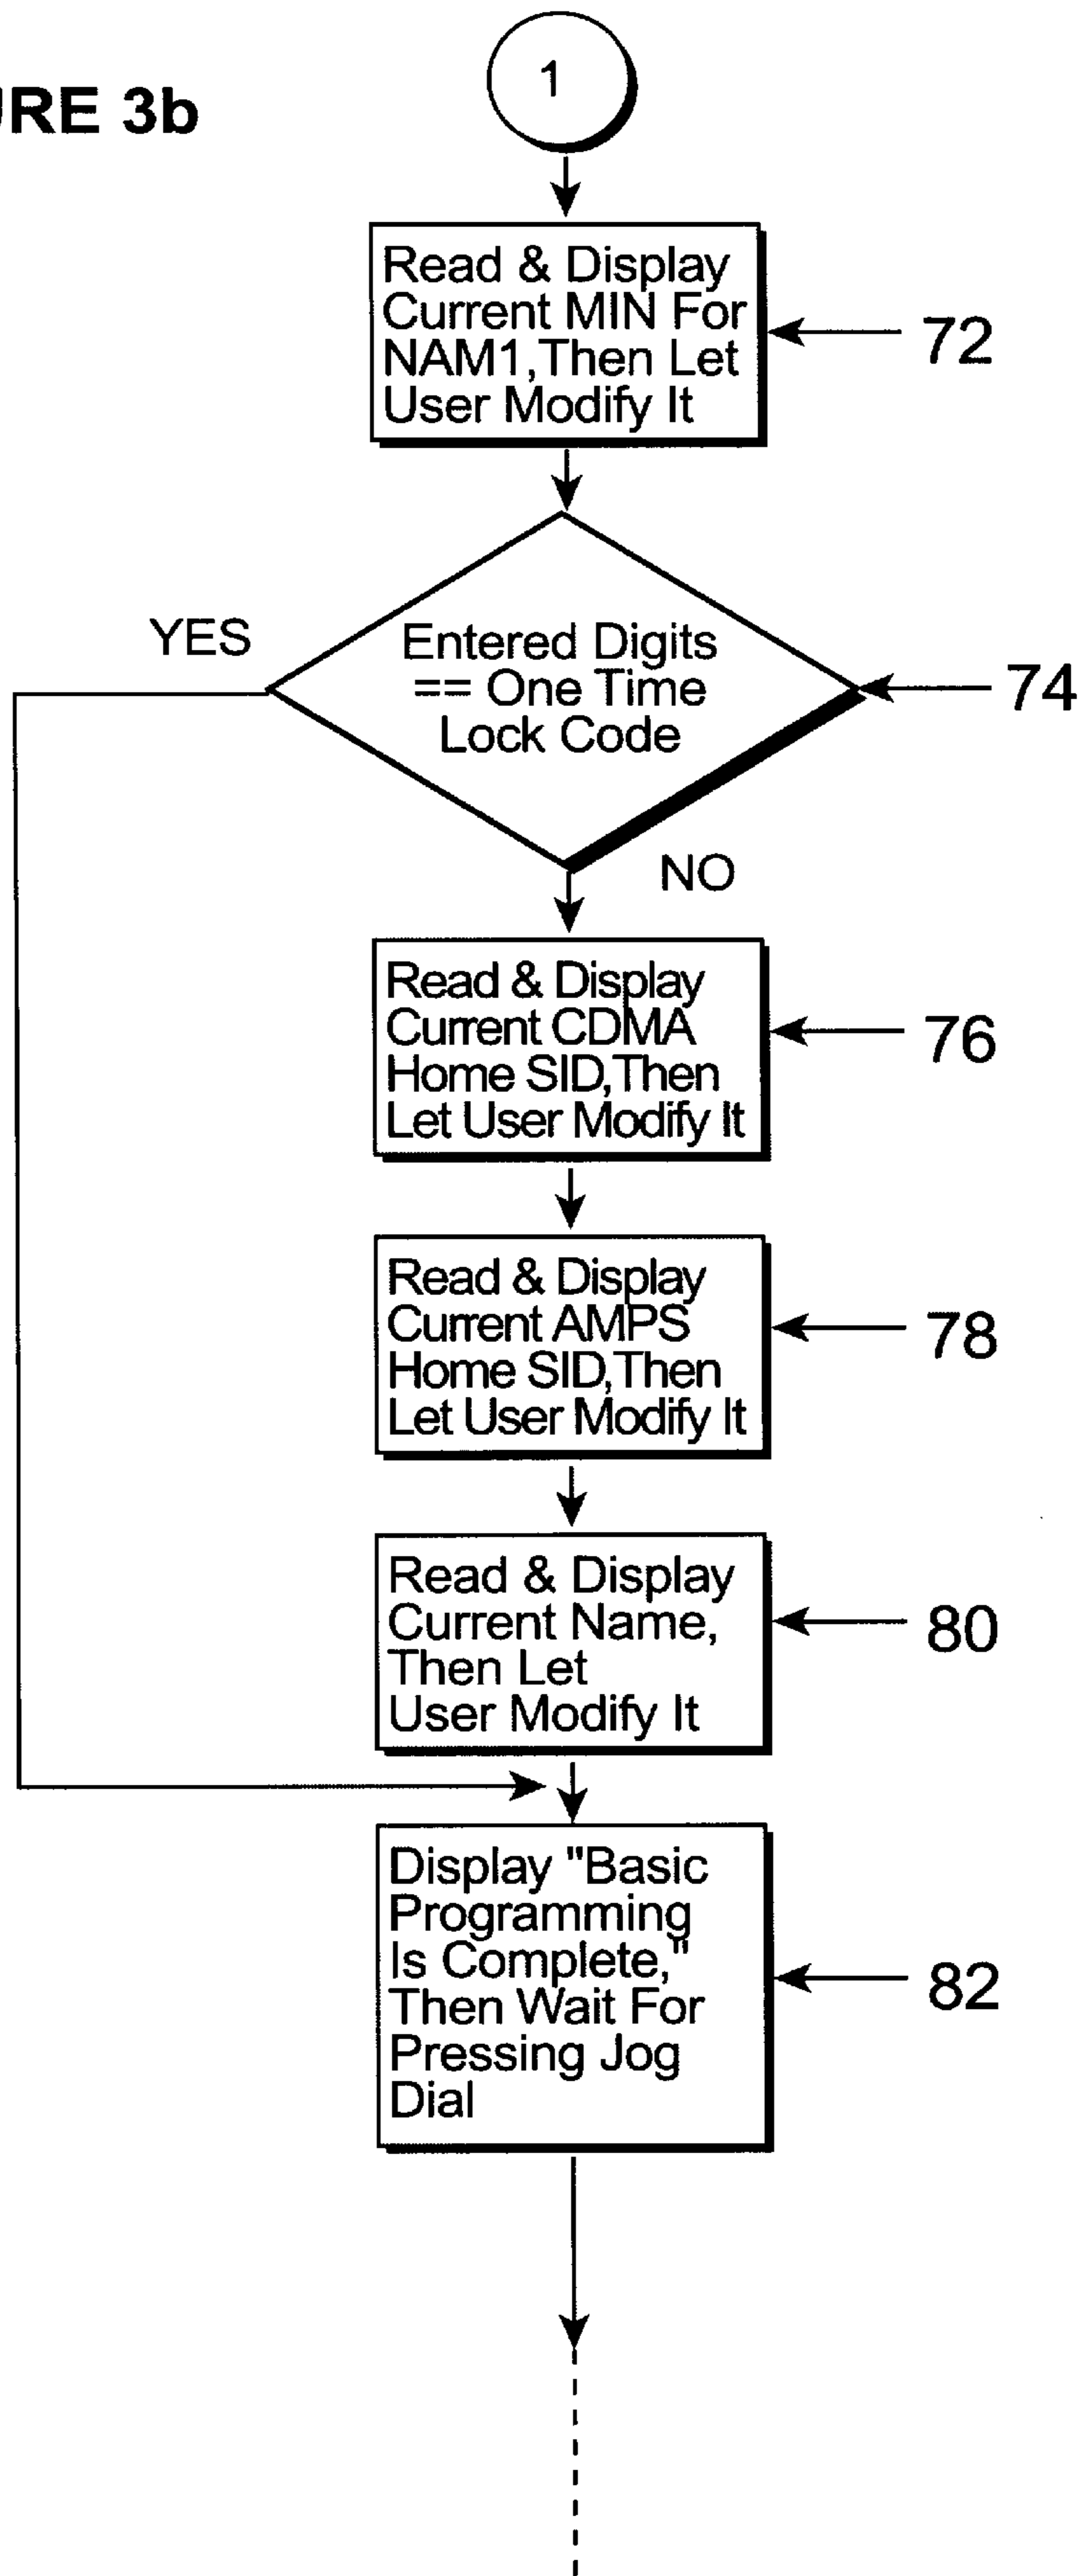 URE 3b
1
Read & Display
Current MIN For
NAM1,Then Let
User Modify It
72
YES
Entered Digits
== One Time
Lock Code
74
NO
Read & Display
Current CDMA
Home SID,Then
Let User Modify It
76
Read & Display
Current AMPS
Home SID,Then
Let User Modify It
78
Read & Display
Current Name,
Then Let
User Modify It
80
Display "Basic
Programming
Is Complete,"
Then Wait For
Pressing Jog
Dial
82